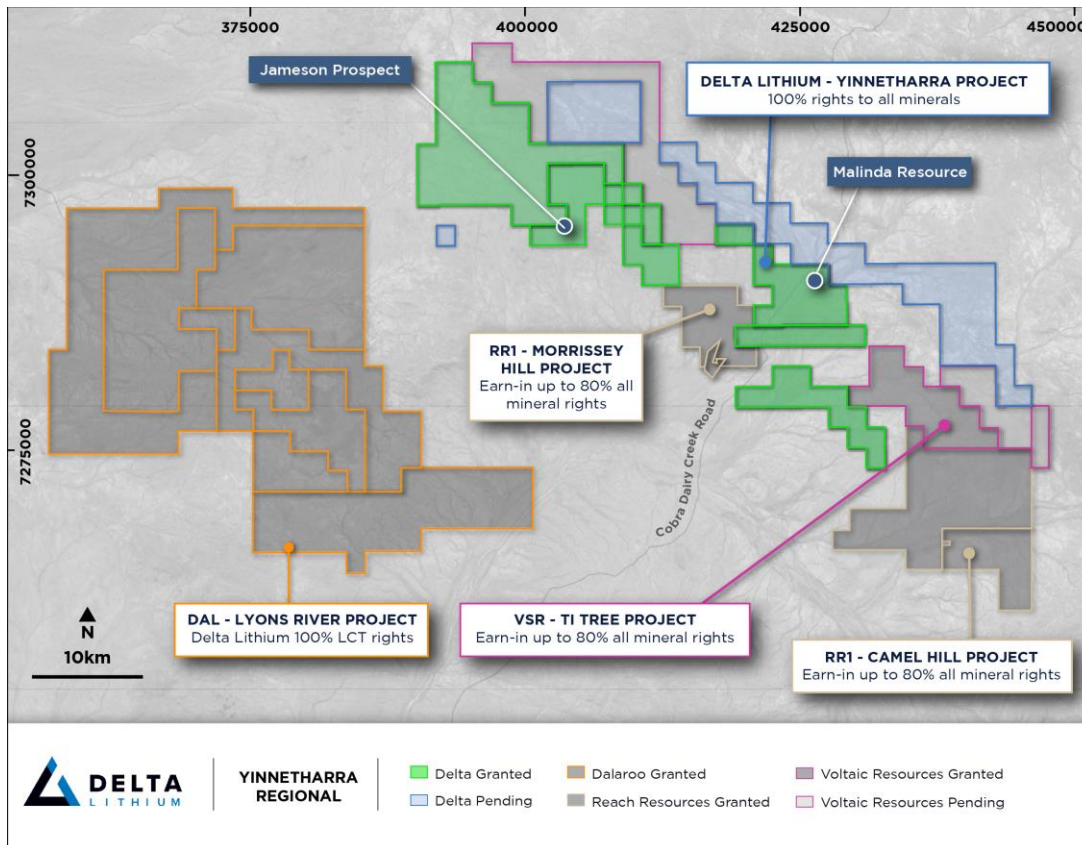 375000
400000
425000
450000
Jameson Prospect
DELTA LITHIUM - YINNETHARRA PROJECT
100% rights to all minerals
7300000
Malinda Resource
RR1 - MORRISSEY
HILL PROJECT
Earn-in up to 80% all
mineral rights
7275000
Cobra Dairy Creek Road
DAL - LYONS RIVER PROJECT
Delta Lithium 100% LCT rights
VSR - TI TREE PROJECT
Earn-in up to 80% all mineral rights
RR1 - CAMEL HILL PROJECT
Earn-in up to 80% all mineral rights
N
10km
DELTA
LITHIUM
YINNETHARRA
REGIONAL
Delta Granted
Delta Pending
Dalaroo Granted
Reach Resources Granted
Voltaic Resources Granted
Voltaic Resources Pending